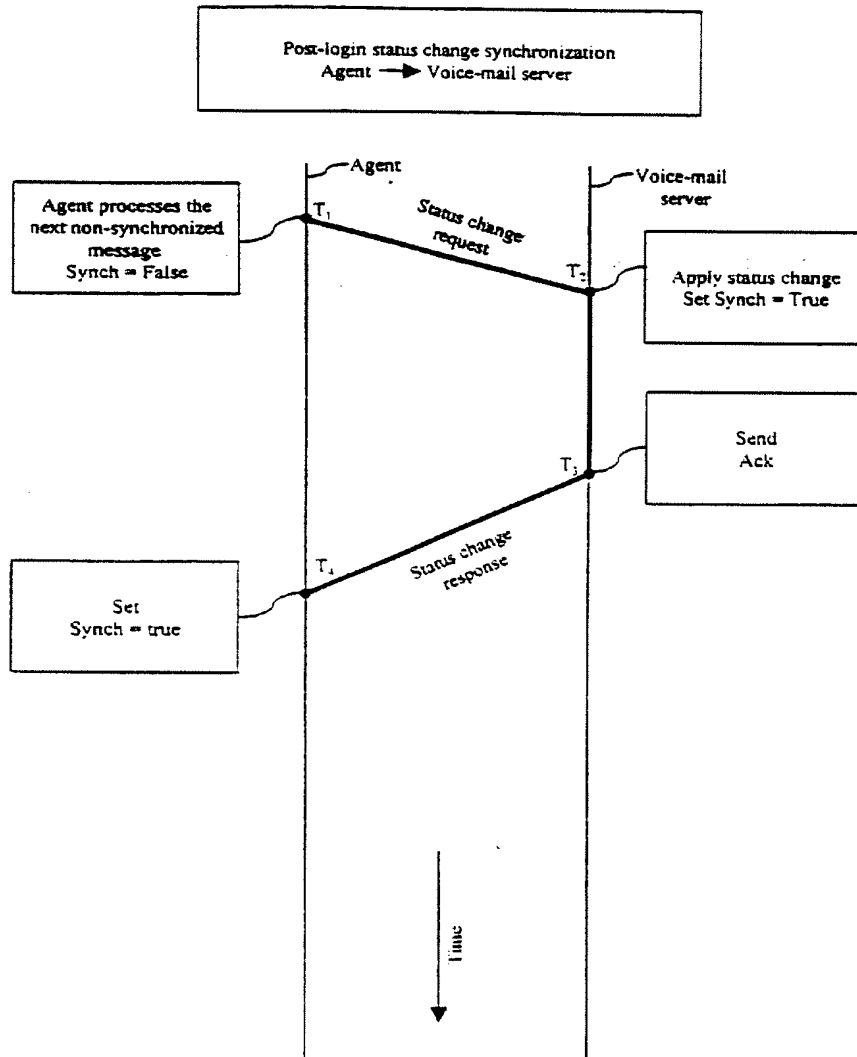 Post-login status change synchronization
Agent → Voice-mail server
Agent
Voice-mail
server
Agent processes the
next non-synchronized
message
Synch = False
T1
Status change
request
T2
Apply status change
Set Synch = True
T3
Send
Ack
Status change
response
T4
Set
Synch = true
Time